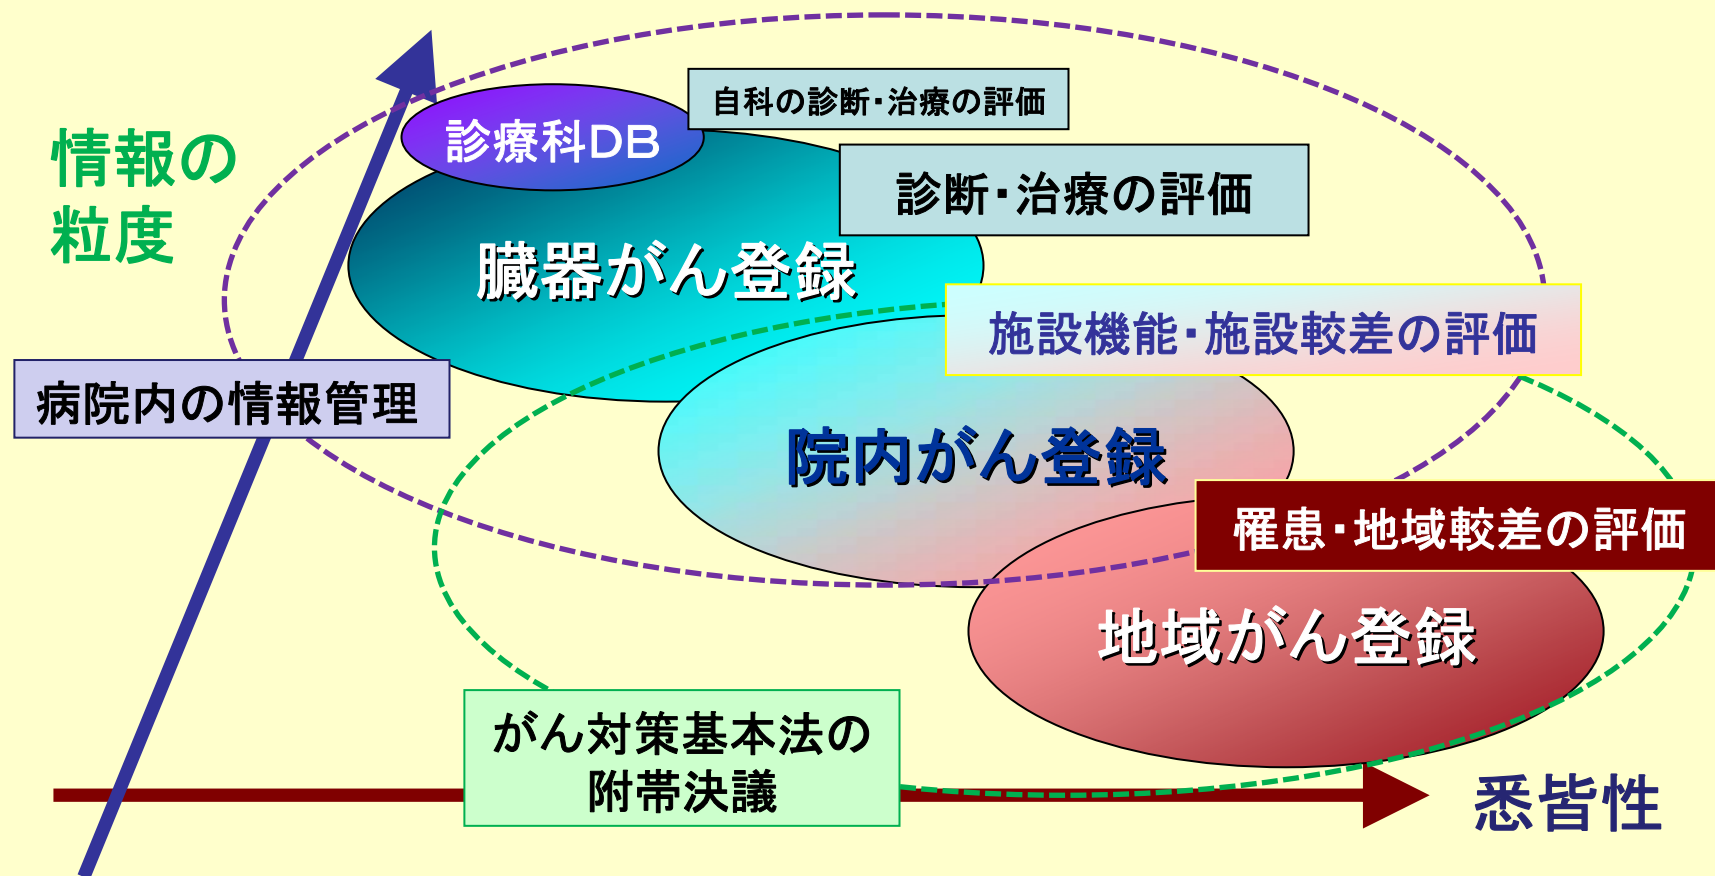 自科の診断・治療の評価
診療科DB
情報の
粒度
診断・治療の評価
臓器がん登録
施設機能・施設較差の評価
病院内の情報管理
院内がん登録
罹患・地域較差の評価
地域がん登録
がん対策基本法の
附帯決議
悉皆性